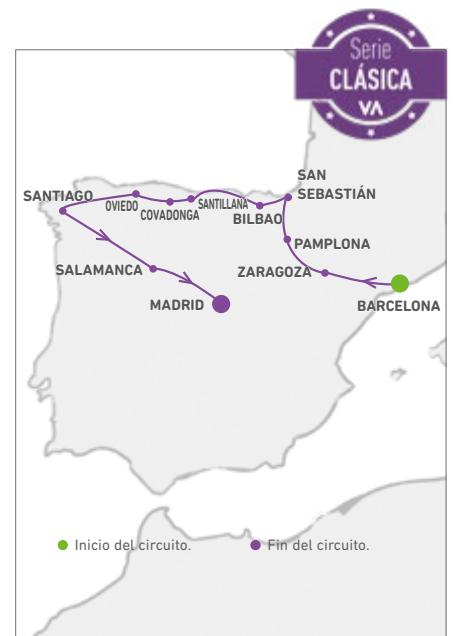 Serie
CLÁSICA
VA
SAN
SEBASTIÁN
SANTIAGO
OVIEDO
COVADONGA
SANTILLANA
BILBAO
PAMPLONA
SALAMANCA
ZARAGOZA
MADRID
BARCELONA
Inicio del circuito.
Fin del circuito.